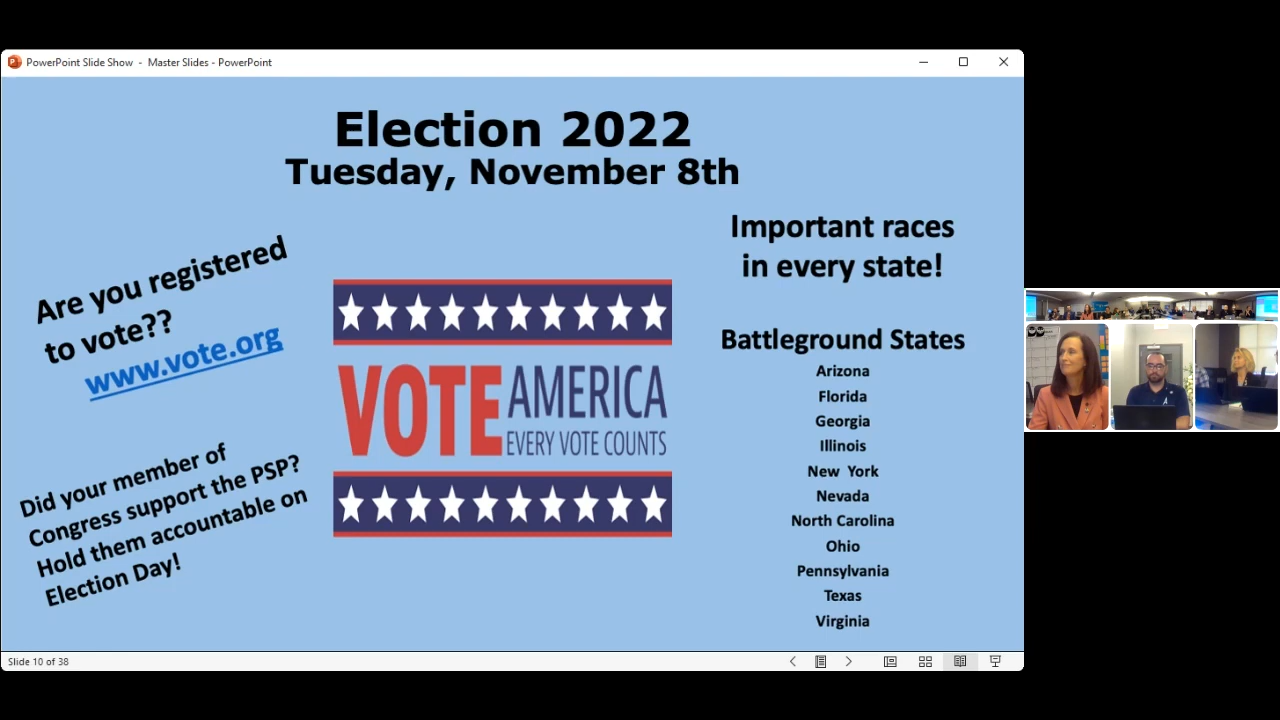 PowerPoint Slide Show - Master Slides - PowerPoint
Election 2022
Tuesday, November 8th
Are you registered
to vote??
www.vote.org
Did your member of
Congress support the PSP?
Hold them accountable on
Election Day!
VOTE AMERICA
EVERY VOTE COUNTS
Important races
in every state!
Battleground States
Arizona
Florida
Georgia
Illinois
New York
Nevada
North Carolina
Ohio
Pennsylvania
Texas
Virginia
Slide 10 of 38